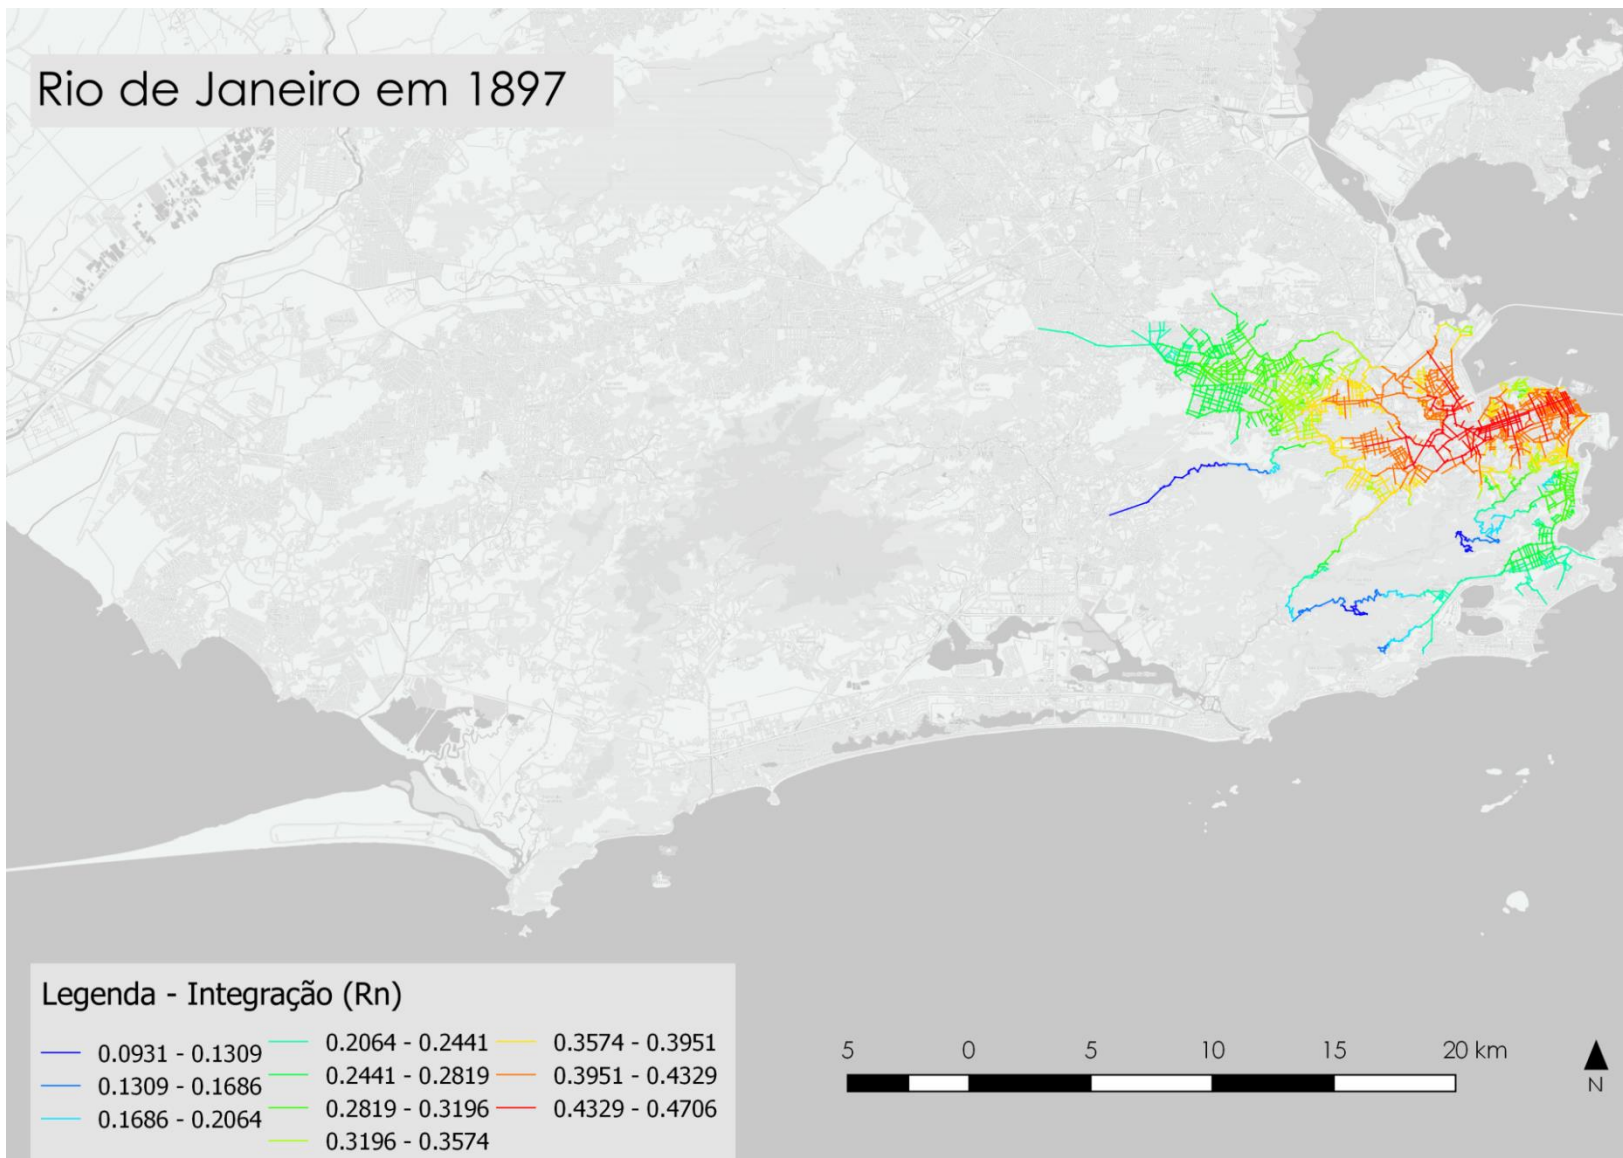 Rio de Janeiro em 1897
Legenda - Integração (Rn)
0.0931 - 0.1309
0.1309 - 0.1686
0.1686 - 0.2064
0.2064 - 0.2441
0.2441 - 0.2819
0.2819 - 0.3196
0.3196 - 0.3574
0.3574 - 0.3951
0.3951 - 0.4329
0.4329 - 0.4706
5 0 5 10 15 20 km
N